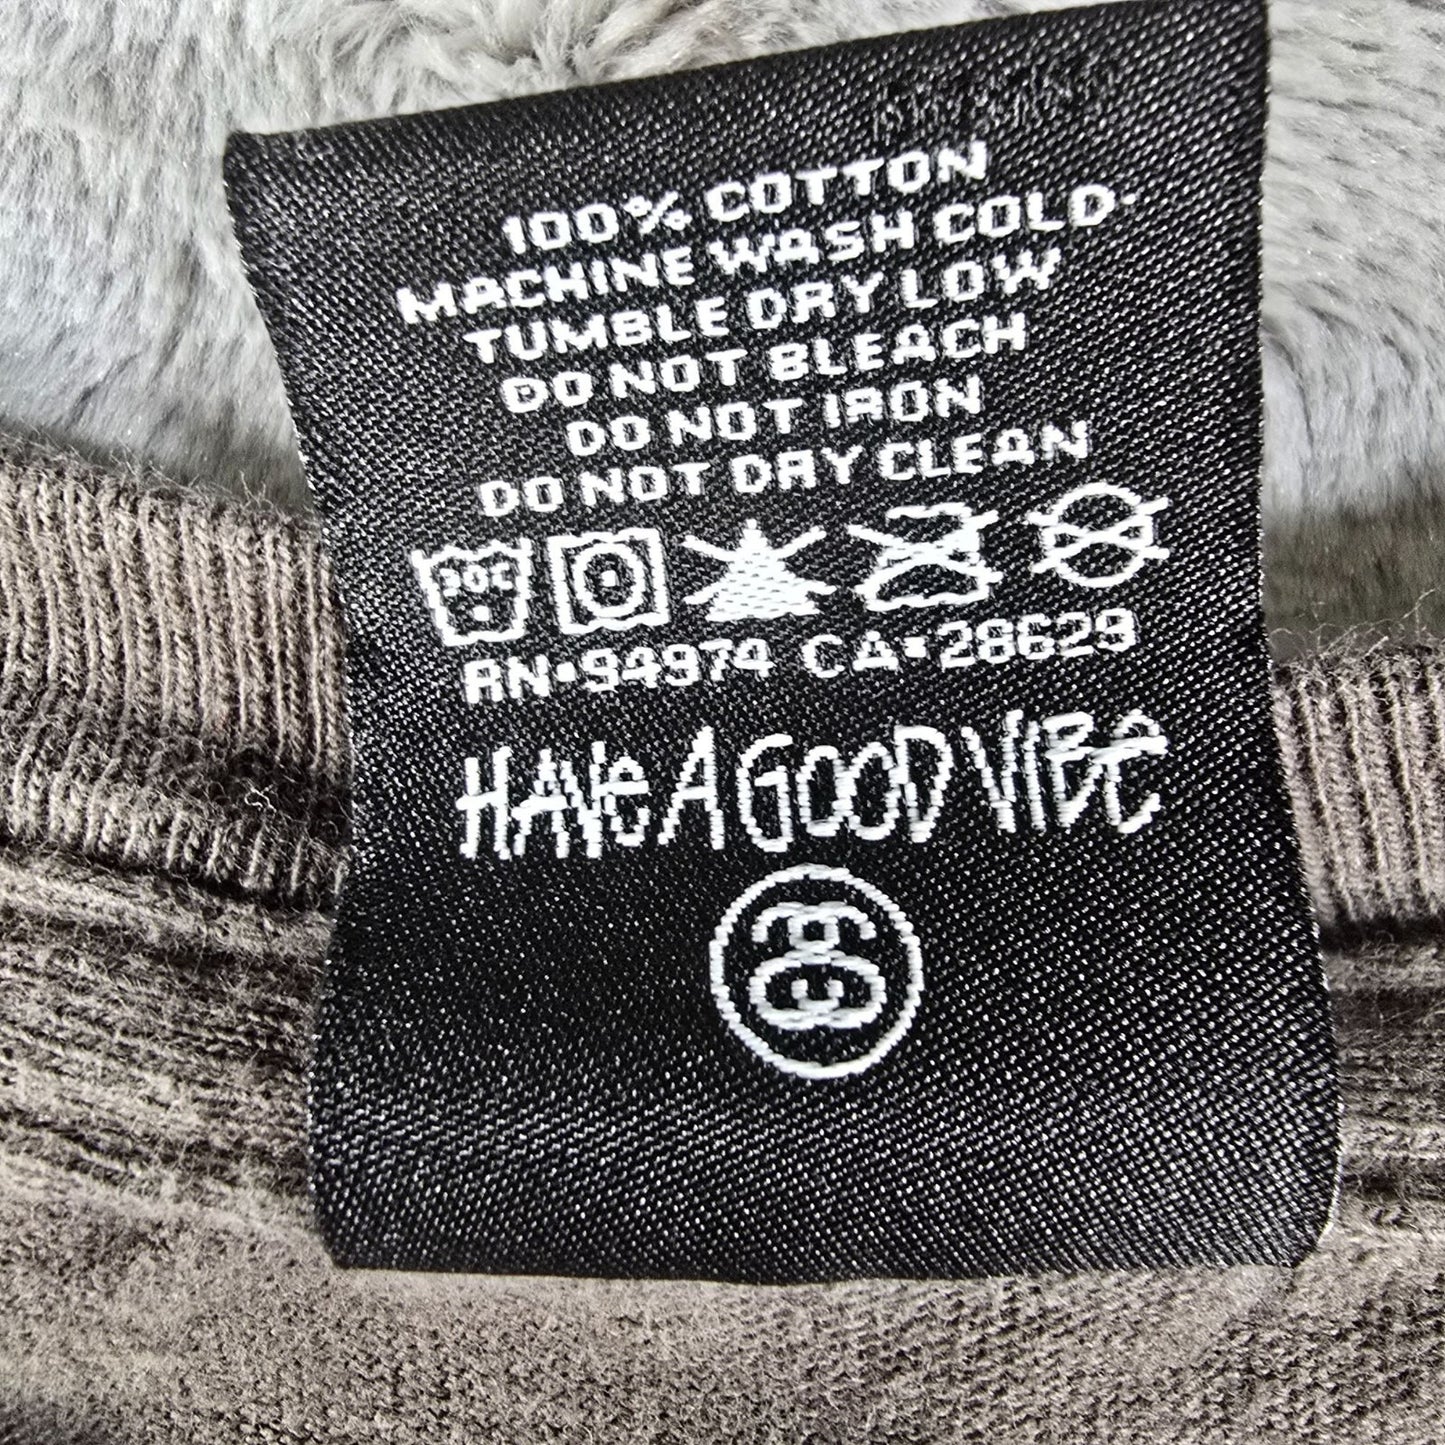 100% COTTON
MACHINE WASH COLD
TUMBLE DRY LOW
DO NOT BLEACH
DO NOT IRON
DO NOT DRY CLEAN
30C
RN•94974 CA•28629
HAVE A GOOD VIBE